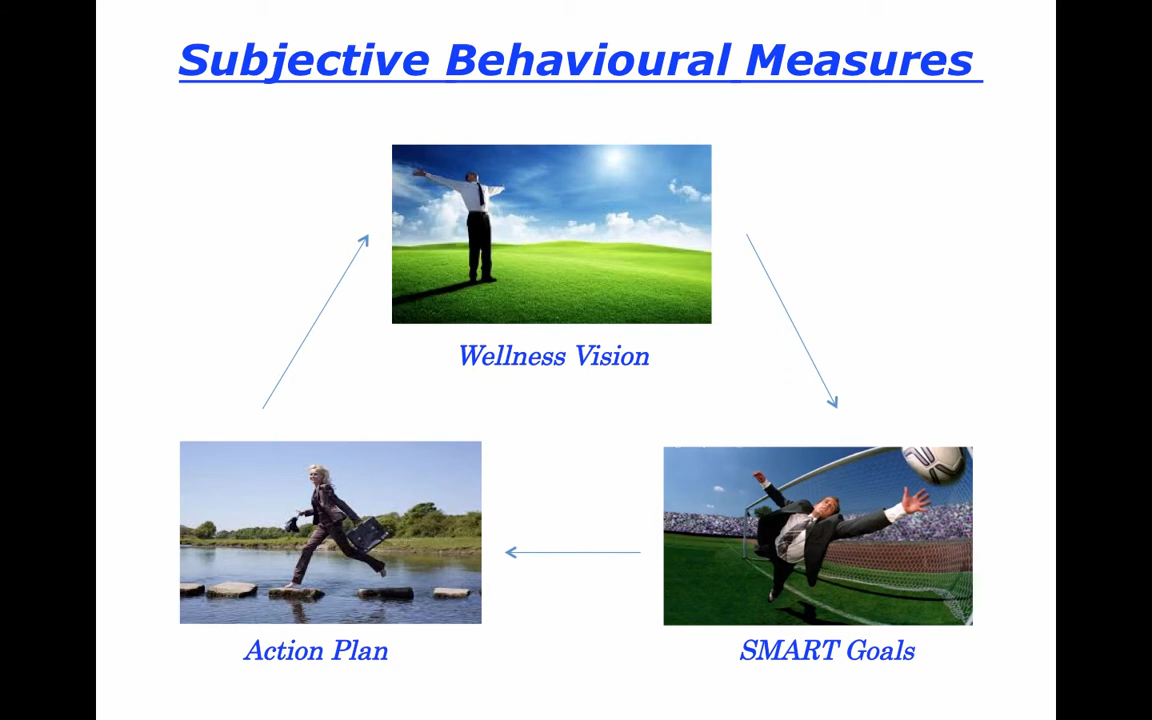 Subjective Behavioural Measures
Wellness Vision
Action Plan
SMART Goals